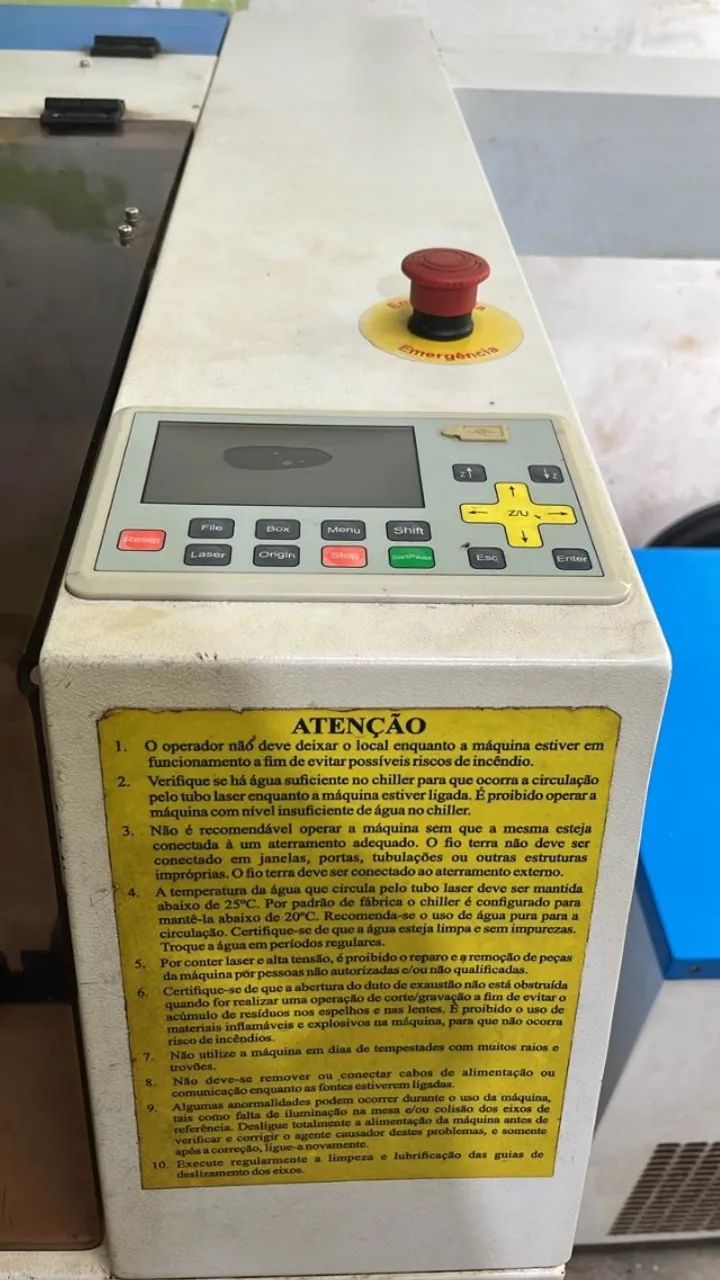 Emergência
z↑
↓z
File
Box
Menu
Shift
← Z/U →
Reset
Laser
Origin
Stop
Start/Pause
Esc
Enter
ATENÇÃO
1. O operador não deve deixar o local enquanto a máquina estiver em
funcionamento a fim de evitar possíveis riscos de incêndio.
2. Verifique se há água suficiente no chiller para que ocorra a circulação
pelo tubo laser enquanto a máquina estiver ligada. É proibido operar a
máquina com nível insuficiente de água no chiller.
3. Não é recomendável operar a máquina sem que a mesma esteja
conectada à um aterramento adequado. O fio terra não deve ser
conectado em janelas, portas, tubulações ou outras estruturas
impróprias. O fio terra deve ser conectado ao aterramento externo.
4. A temperatura da água que circula pelo tubo laser deve ser mantida
abaixo de 25ºC. Por padrão de fábrica o chiller é configurado para
mantê-la abaixo de 20ºC. Recomenda-se o uso de água pura para a
circulação. Certifique-se de que a água esteja limpa e sem impurezas.
Troque a água em períodos regulares.
5. Por conter laser e alta tensão, é proibido o reparo e a remoção de peças
da máquina por pessoas não autorizadas e/ou não qualificadas.
6. Certifique-se de que a abertura do duto de exaustão não está obstruída
quando for realizar uma operação de corte/gravação a fim de evitar o
acúmulo de resíduos nos espelhos e nas lentes. É proibido o uso de
materiais inflamáveis e explosivos na máquina, para que não ocorra
risco de incêndios.
7. Não utilize a máquina em dias de tempestades com muitos raios e
trovões.
8. Não deve-se remover ou conectar cabos de alimentação ou
comunicação enquanto as fontes estiverem ligadas.
9. Algumas anormalidades podem ocorrer durante o uso da máquina,
tais como falta de iluminação na mesa e/ou colisão dos eixos de
referência. Desligue totalmente a alimentação da máquina antes de
verificar e corrigir o agente causador destes problemas, e somente
após a correção, ligue-a novamente.
10. Execute regularmente a limpeza e lubrificação das guias de
deslizamento dos eixos.